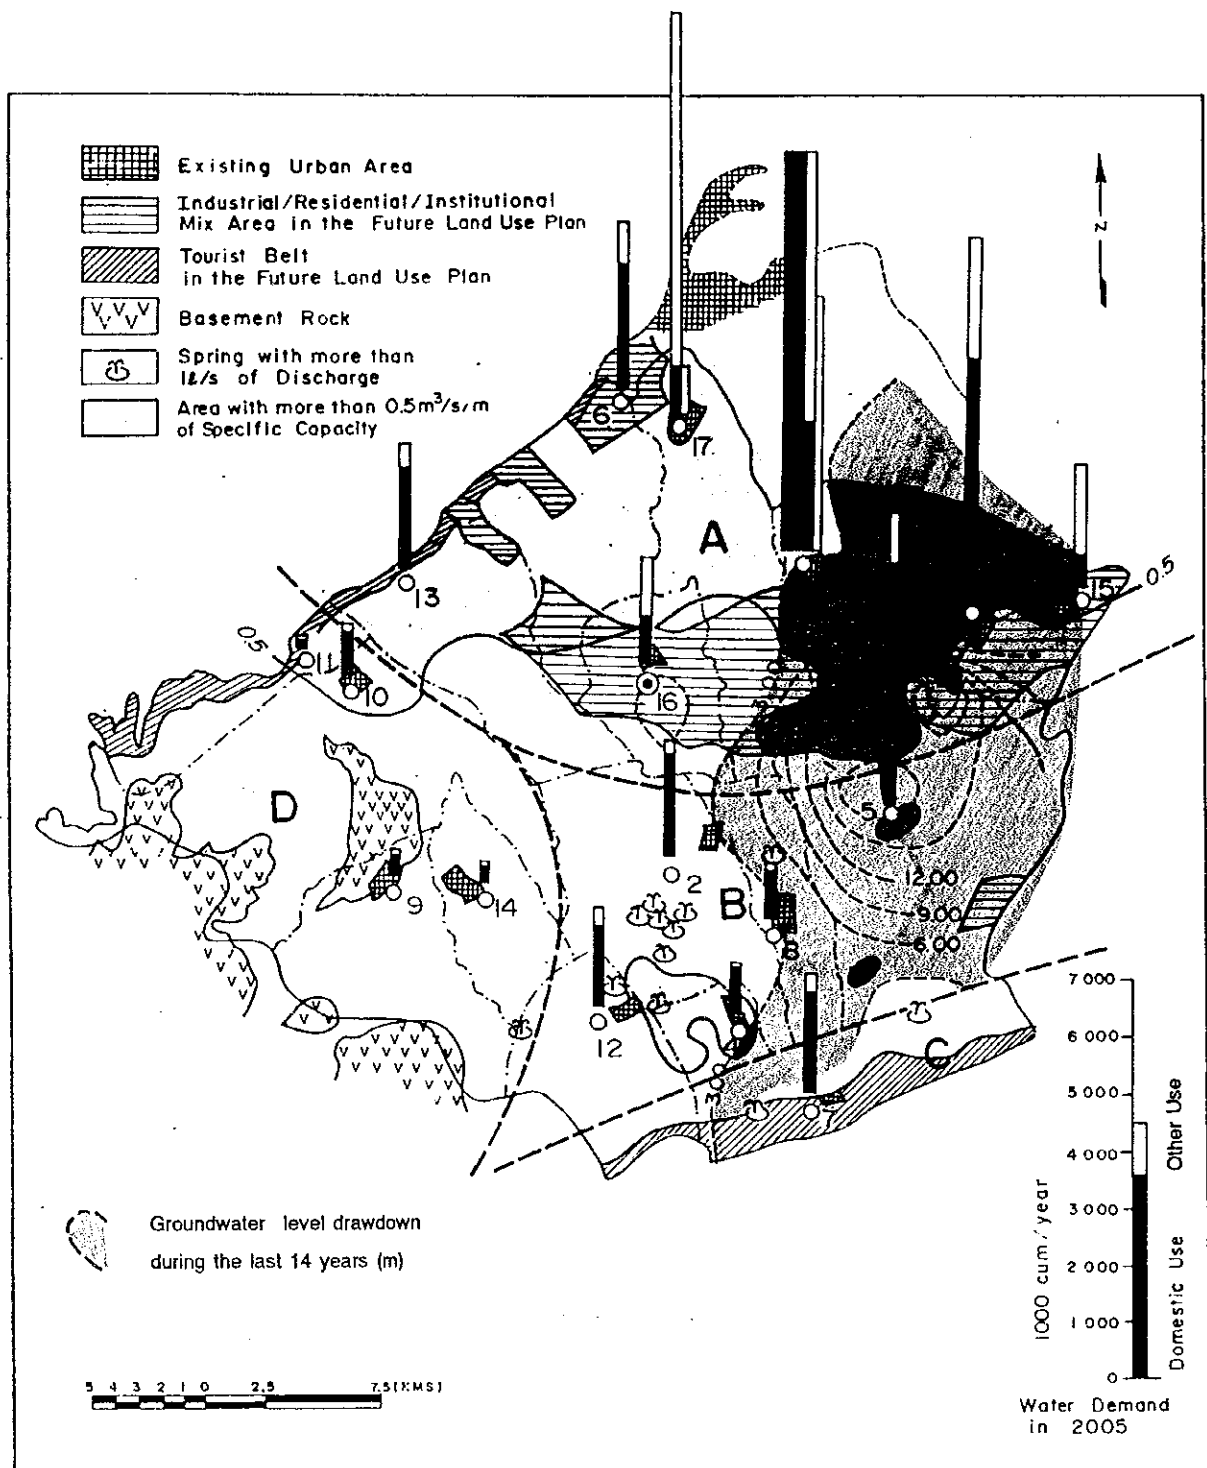 Existing Urban Area
Industrial/Residential/Institutional
Mix Area in the Future Land Use Plan
Tourist Belt
in the Future Land Use Plan
Basement Rock
Spring with more than
1ℓ/s of Discharge
Area with more than 0.5m³/s/m
of Specific Capacity
N
6
17
A
13
0.5
15
0.5
11
10
16
D
5
2
12.00
9
14
B
9.00
8
6.00
12
4
C
3
7
7 000
6 000
5 000
4 000
3 000
2 000
1 000
0
1000 cum/year
Domestic Use
Other Use
Water Demand
in 2005
Groundwater level drawdown
during the last 14 years (m)
5 4 3 2 1 0 2.5 7.5 (KMS)